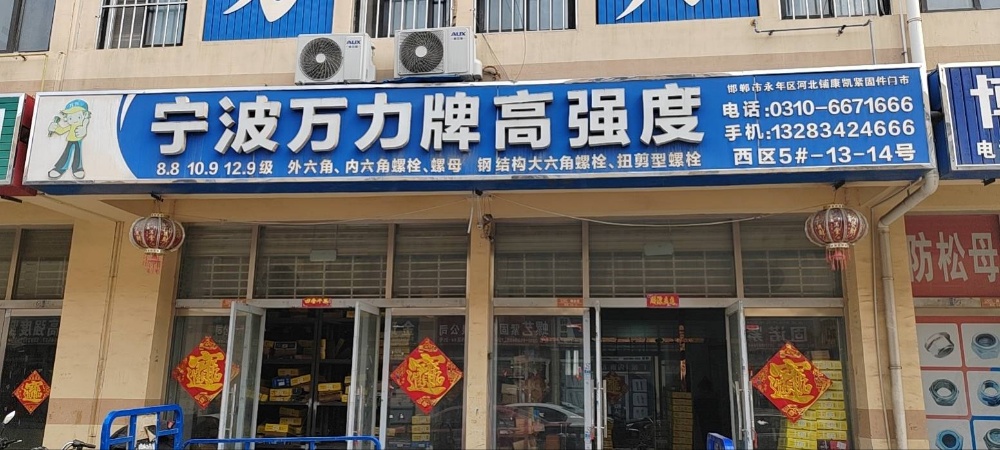 AUX
AUX
宁波万力牌高强度
8.8 10.9 12.9级 外六角、内六角螺栓、螺母 钢结构大六角螺栓、扭剪型螺栓
邯郸市永年区河北铺康凯紧固件门市
电话:0310-6671666
手机:13283424666
西区5#-13-14号
防松母